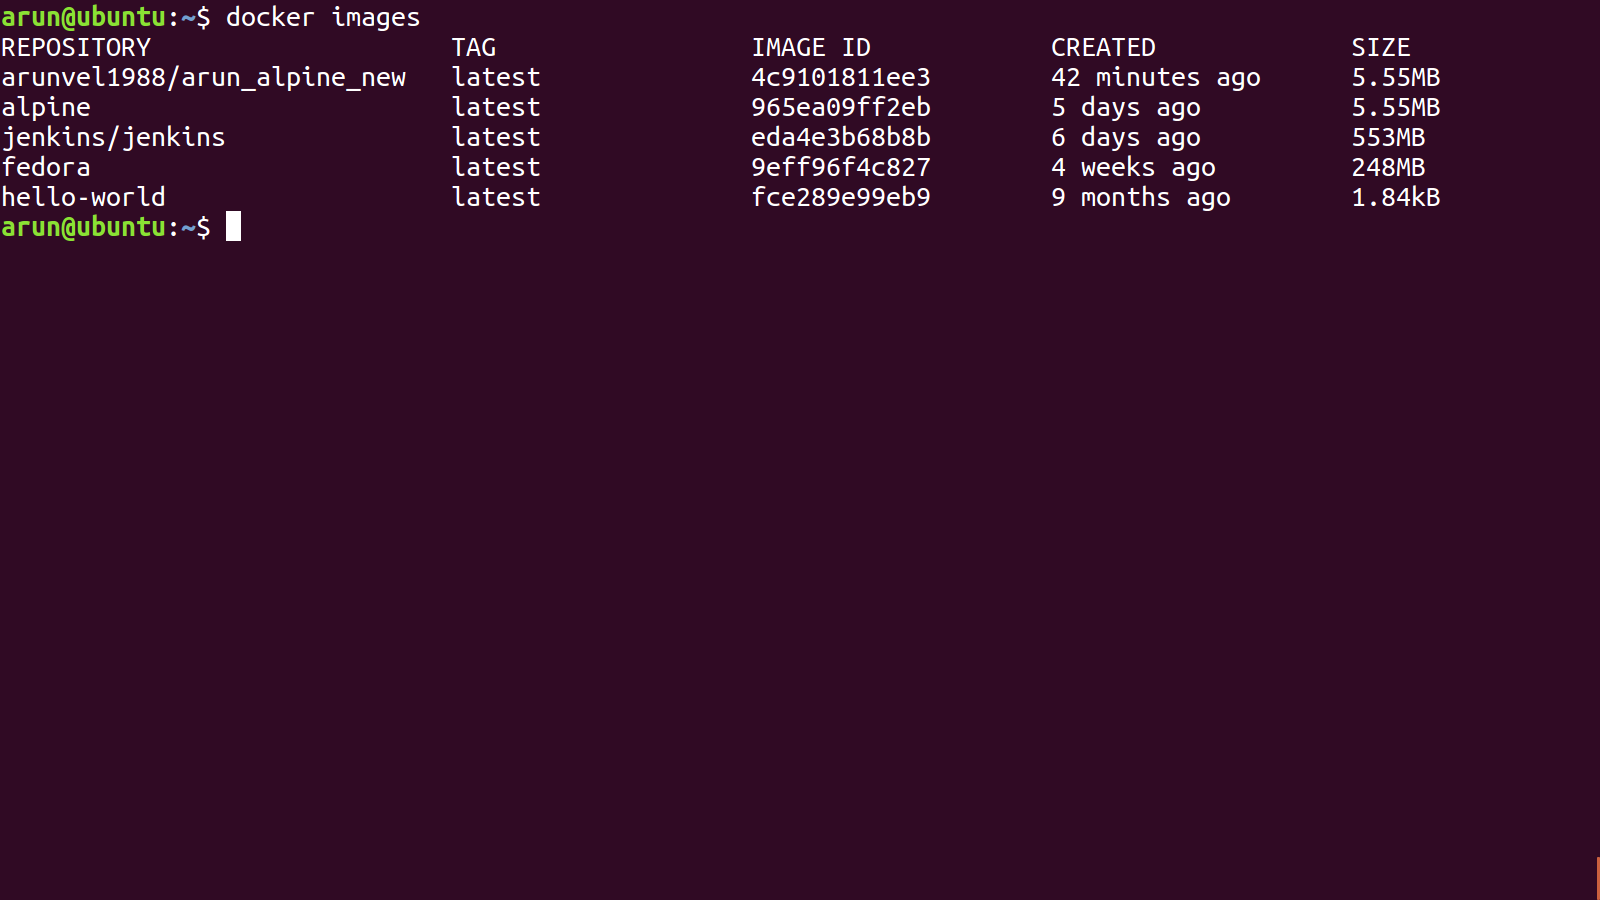 arun@ubuntu:~$ docker images
REPOSITORY TAG IMAGE ID CREATED SIZE
arunvel1988/arun_alpine_new latest 4c9101811ee3 42 minutes ago 5.55MB
alpine latest 965ea09ff2eb 5 days ago 5.55MB
jenkins/jenkins latest eda4e3b68b8b 6 days ago 553MB
fedora latest 9eff96f4c827 4 weeks ago 248MB
hello-world latest fce289e99eb9 9 months ago 1.84kB
arun@ubuntu:~$